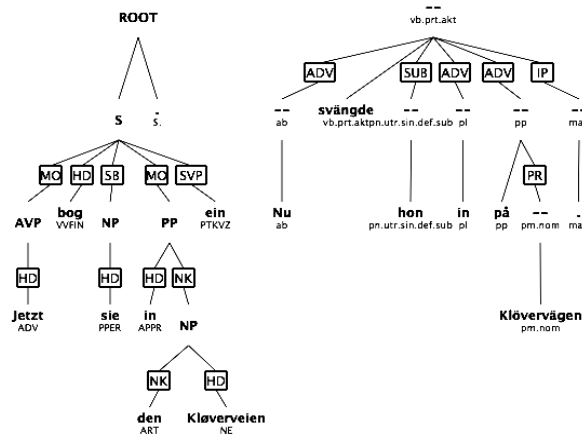 ROOT
--
vb.prt.akt
ADV SUB ADV ADV IP
S
S.
-- svängde -- -- -- --
ab vb.prt.akt pn.utr.sin.def.sub pl pp ma
MO HD SB MO SVP
PR
AVP bog NP PP ein
VVFIN PTKVZ
Nu hon in på -- .
ab pn.utr.sin.def.sub pl pp pm.nom ma
HD HD HD NK
Jetzt sie in NP
ADV PPER APPR
Klövervägen
pm.nom
NK HD
den Kløverveien
ART NE